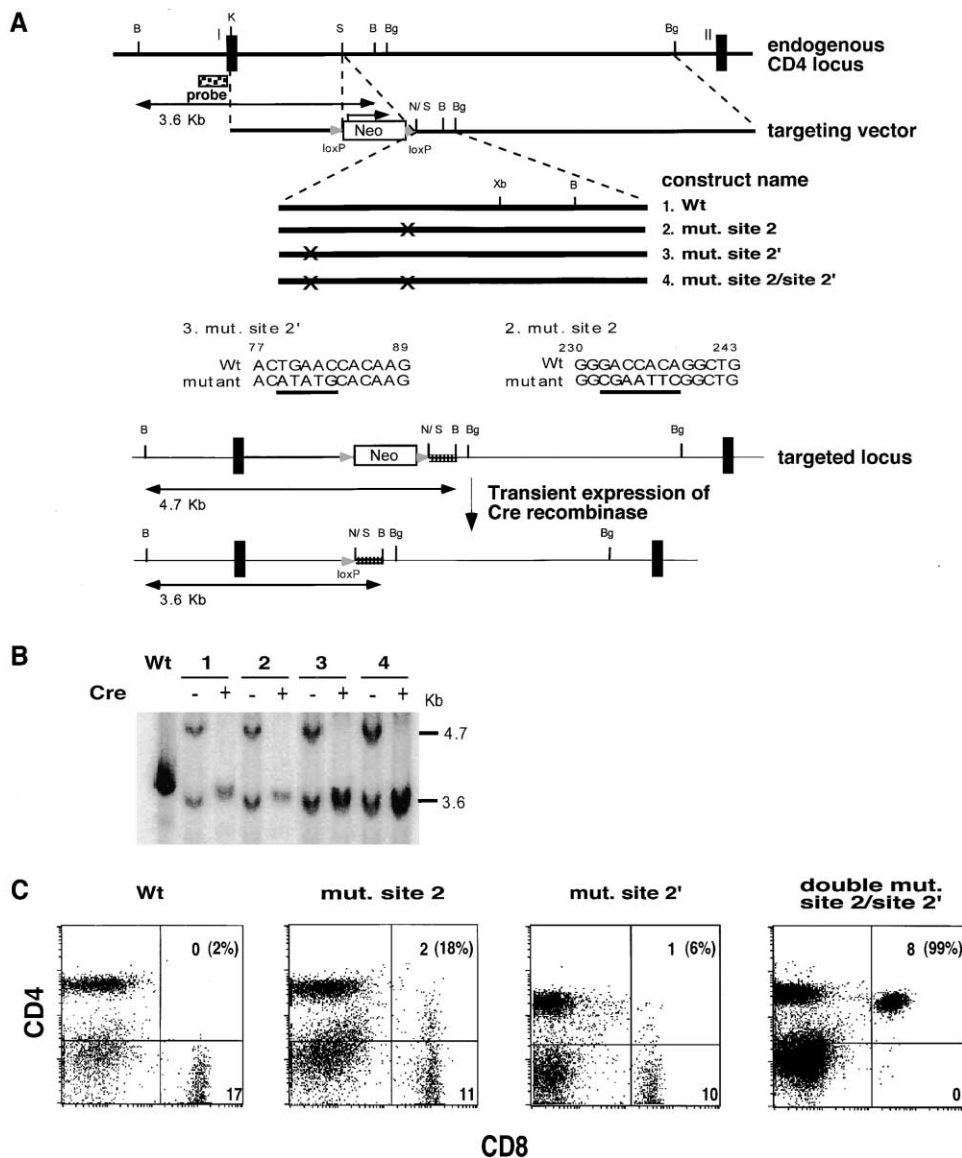 A
B K S B Bg Bg
I II
endogenous
CD4 locus
probe
3.6 Kb
N/ S B Bg
Neo
targeting vector
loxP loxP
construct name
Xb B
1. Wt
2. mut. site 2
3. mut. site 2'
4. mut. site 2/site 2'
3. mut. site 2'
77 89
Wt ACTGAACCACAAG
mutant ACATATGCACAAG
2. mut. site 2
230 243
Wt GGGACCACAGGCTG
mutant GGCGAATTCGGCTG
B N/ S B Bg Bg
Neo
targeted locus
4.7 Kb
Transient expression of
Cre recombinase
B N/ S B Bg Bg
loxP
3.6 Kb
B
Wt 1 2 3 4
Cre - + - + - + - + Kb
4.7
3.6
C
Wt
0 (2%)
17
mut. site 2
2 (18%)
11
mut. site 2'
1 (6%)
10
double mut.
site 2/site 2'
8 (99%)
0
CD4
CD8